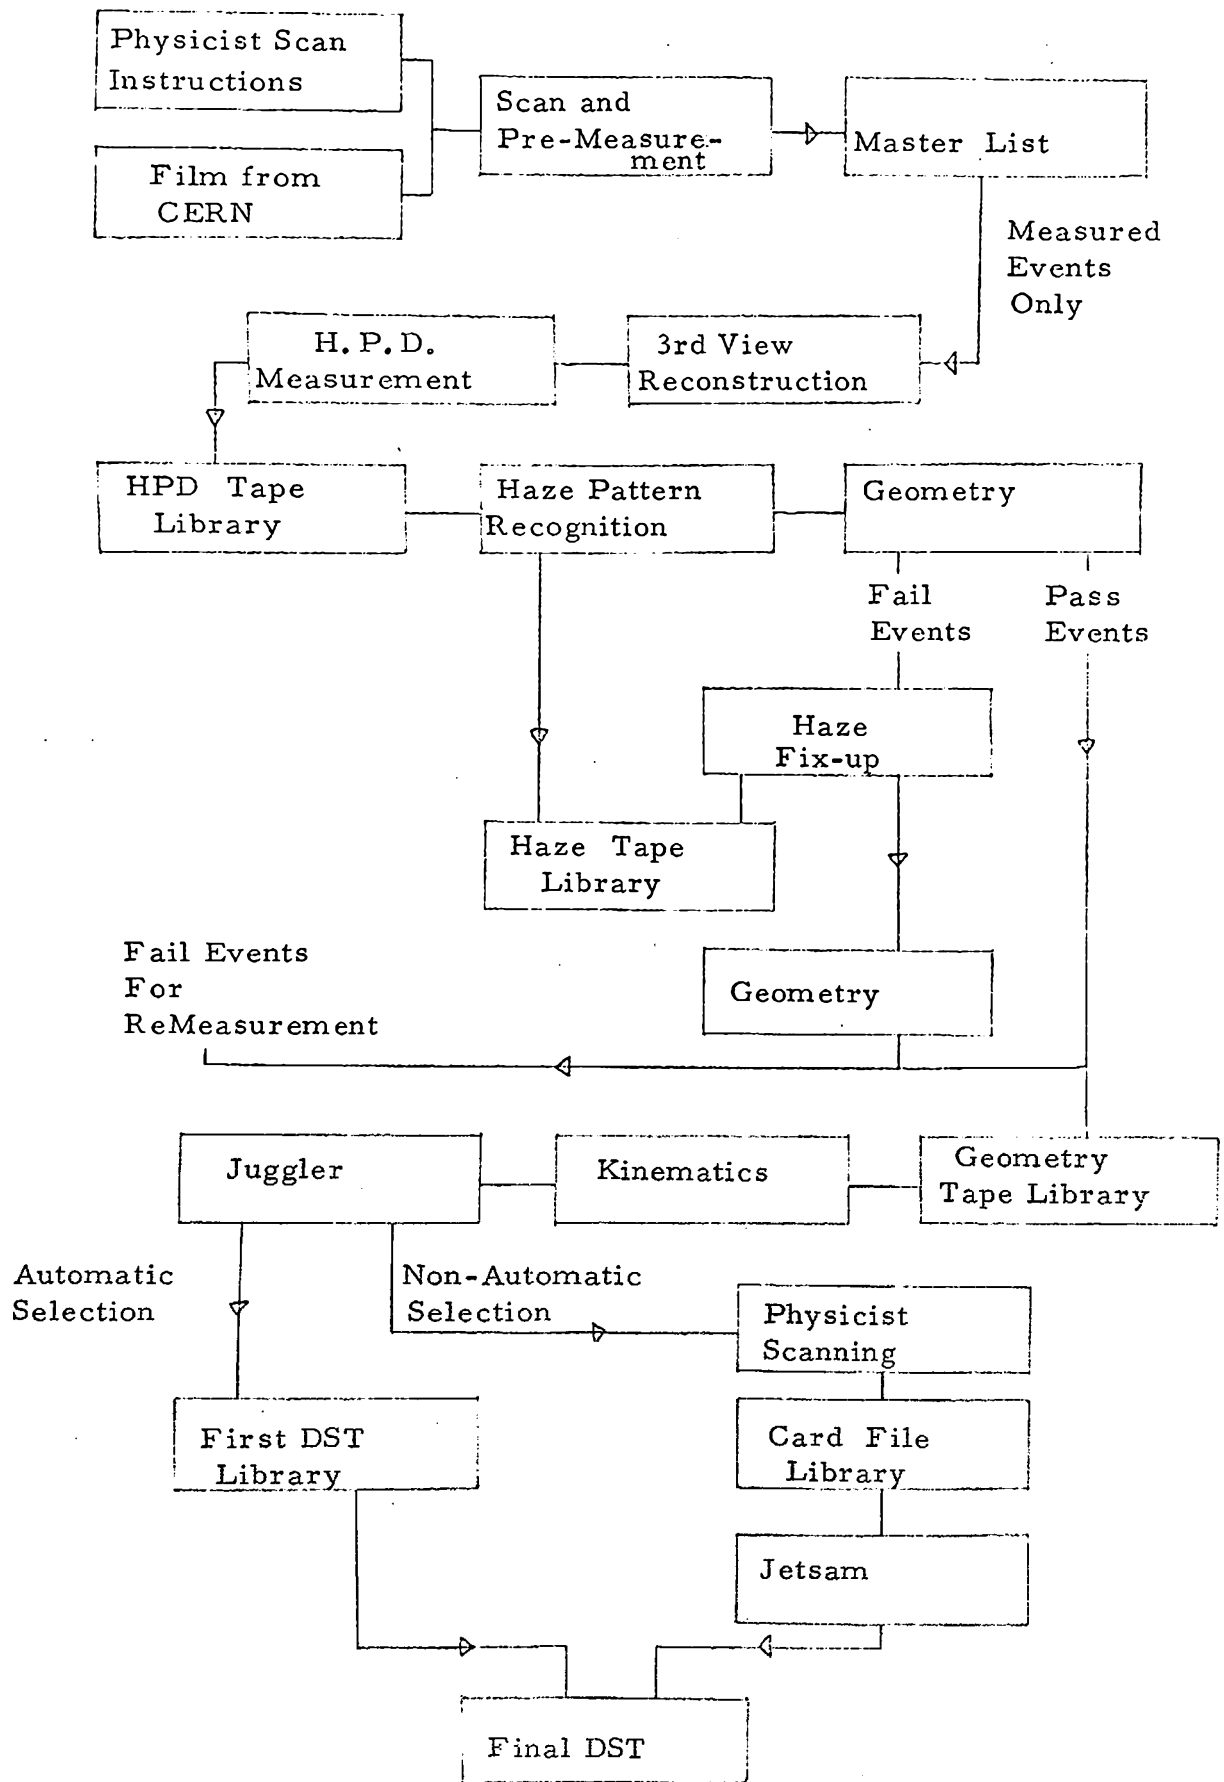 Physicist Scan
Instructions
Film from
CERN
Scan and
Pre-Measure-
ment
Master List
Measured
Events
Only
H. P. D.
Measurement
3rd View
Reconstruction
HPD Tape
Library
Haze Pattern
Recognition
Geometry
Fail
Events
Pass
Events
Haze
Fix-up
Haze Tape
Library
Fail Events
For
ReMeasurement
Geometry
Juggler
Kinematics
Geometry
Tape Library
Automatic
Selection
Non-Automatic
Selection
Physicist
Scanning
First DST
Library
Card File
Library
Jetsam
Final DST